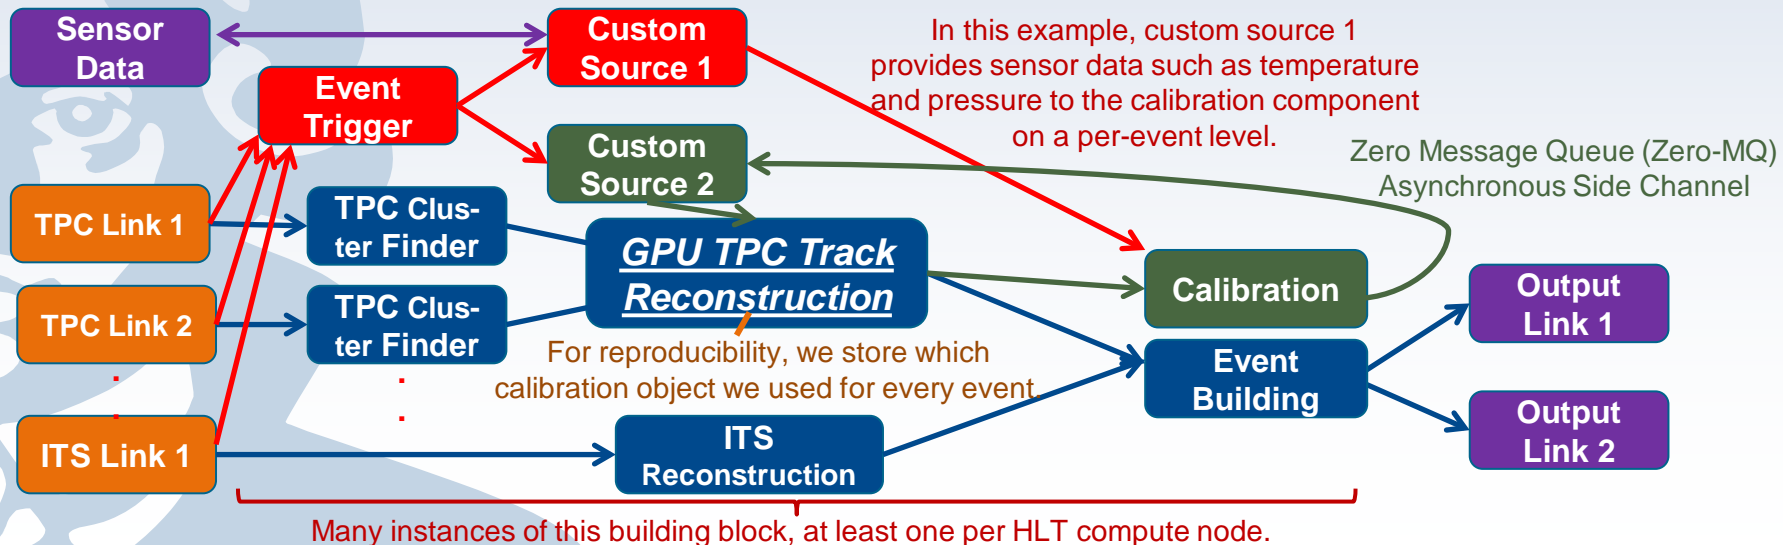 Sensor
Data
Custom
Source 1
In this example, custom source 1
provides sensor data such as temperature
and pressure to the calibration component
on a per-event level.
Event
Trigger
Custom
Source 2
Zero Message Queue (Zero-MQ)
Asynchronous Side Channel
TPC Link 1
TPC Clus-
ter Finder
GPU TPC Track
Reconstruction
Calibration
TPC Link 2
TPC Clus-
ter Finder
Output
Link 1
For reproducibility, we store which
calibration object we used for every event.
Event
Building
.
.
.
.
ITS Link 1
ITS
Reconstruction
Output
Link 2
Many instances of this building block, at least one per HLT compute node.